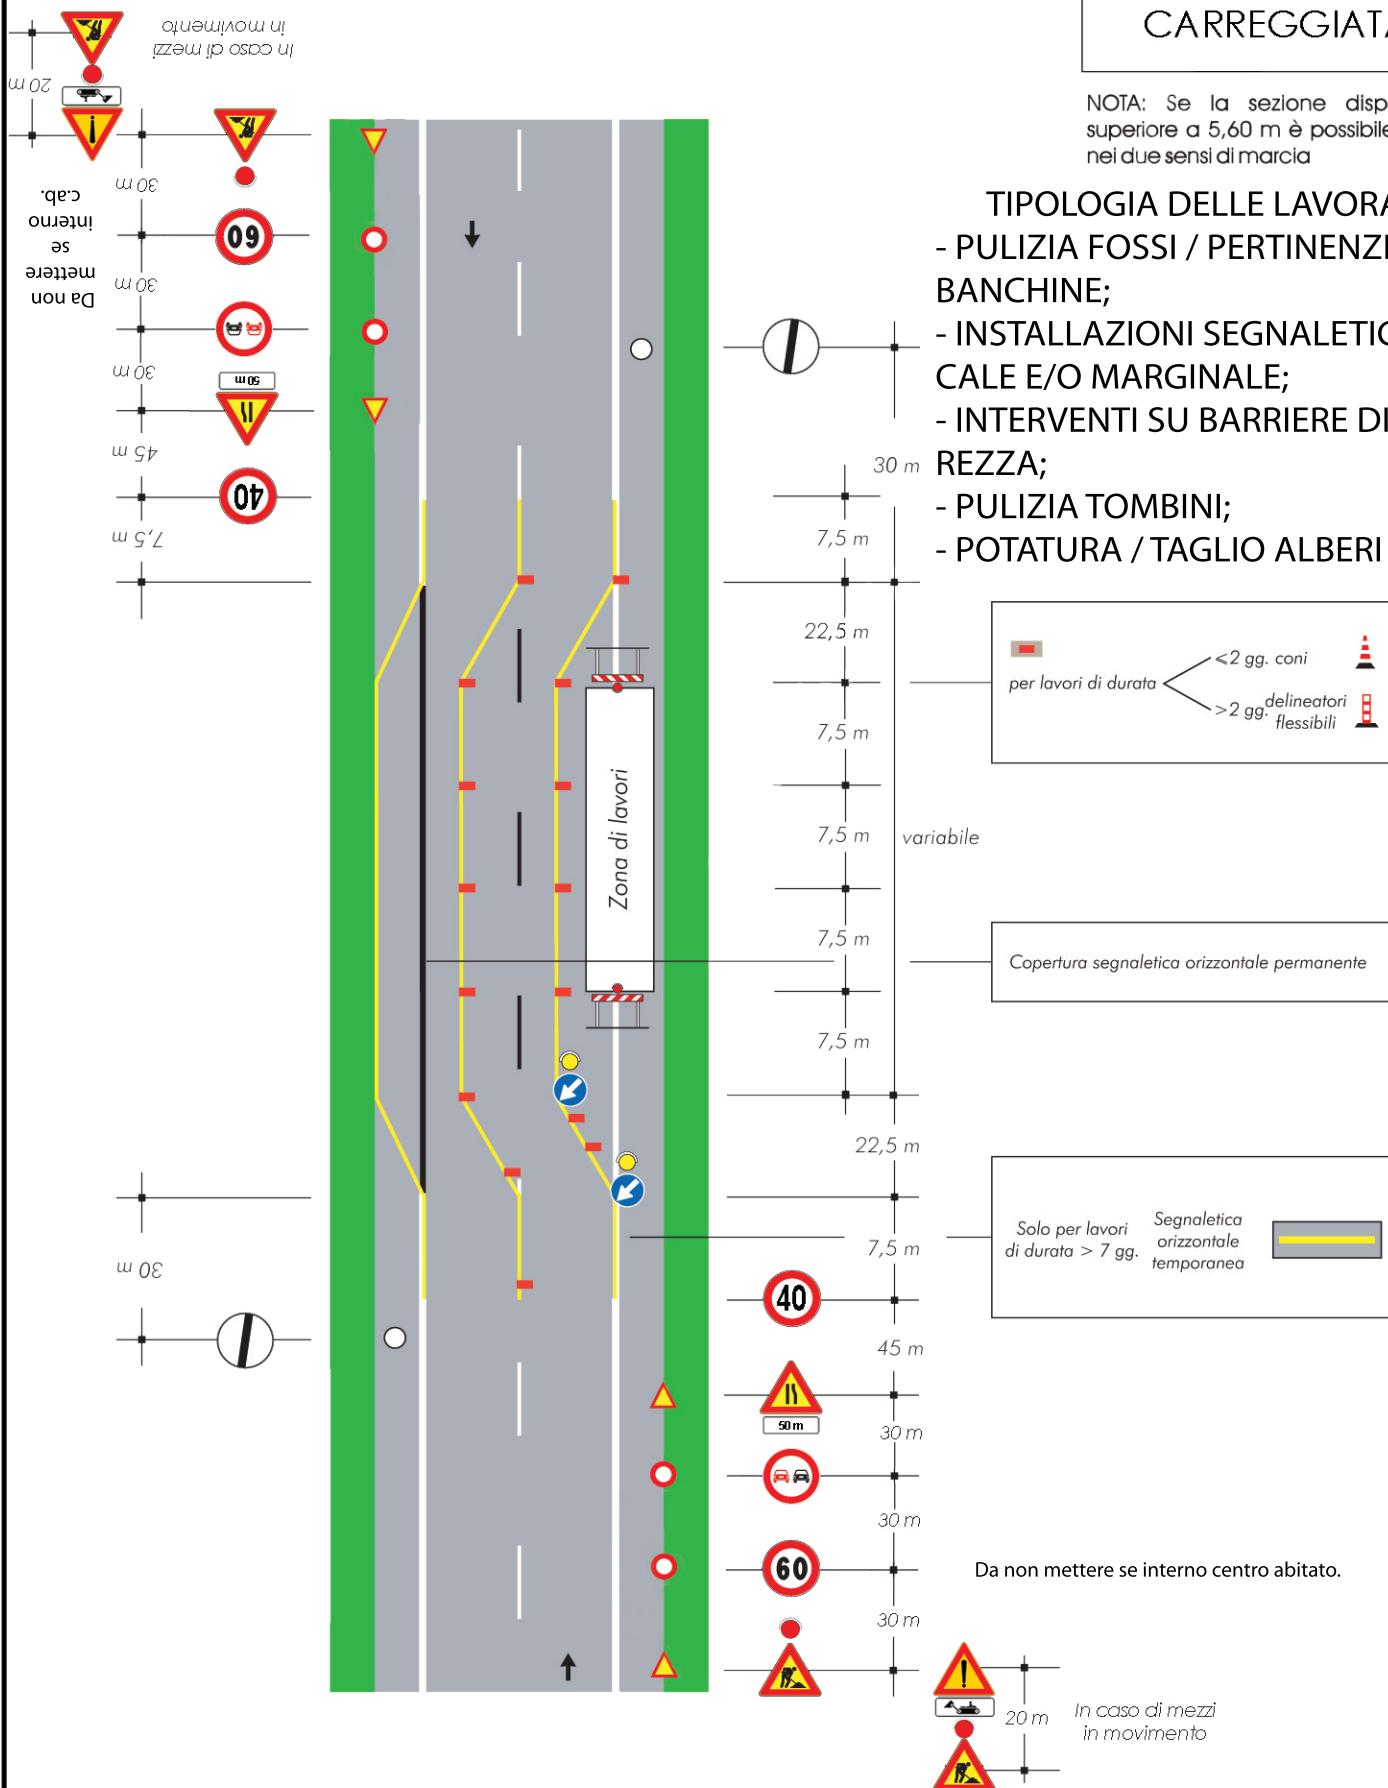 CARREGGIATA
NOTA: Se la sezione disp
superiore a 5,60 m è possibile
nei due sensi di marcia
TIPOLOGIA DELLE LAVORA
- PULIZIA FOSSI / PERTINENZE
BANCHINE;
- INSTALLAZIONI SEGNALETIC
CALE E/O MARGINALE;
- INTERVENTI SU BARRIERE DI
REZZA;
- PULIZIA TOMBINI;
- POTATURA / TAGLIO ALBERI
In caso di mezzi
in movimento
20 m
Da non
mettere
se
interno
c.ab.
30 m
60
30 m
30 m
50 m
45 m
40
7,5 m
30 m
7,5 m
22,5 m
7,5 m
7,5 m
variabile
7,5 m
7,5 m
22,5 m
7,5 m
Zona di lavori
per lavori di durata
<2 gg. coni
>2 gg. delineatori
flessibili
Copertura segnaletica orizzontale permanente
Solo per lavori
di durata > 7 gg.
Segnaletica
orizzontale
temporanea
30 m
40
45 m
50 m
30 m
30 m
60
Da non mettere se interno centro abitato.
30 m
20 m
In caso di mezzi
in movimento